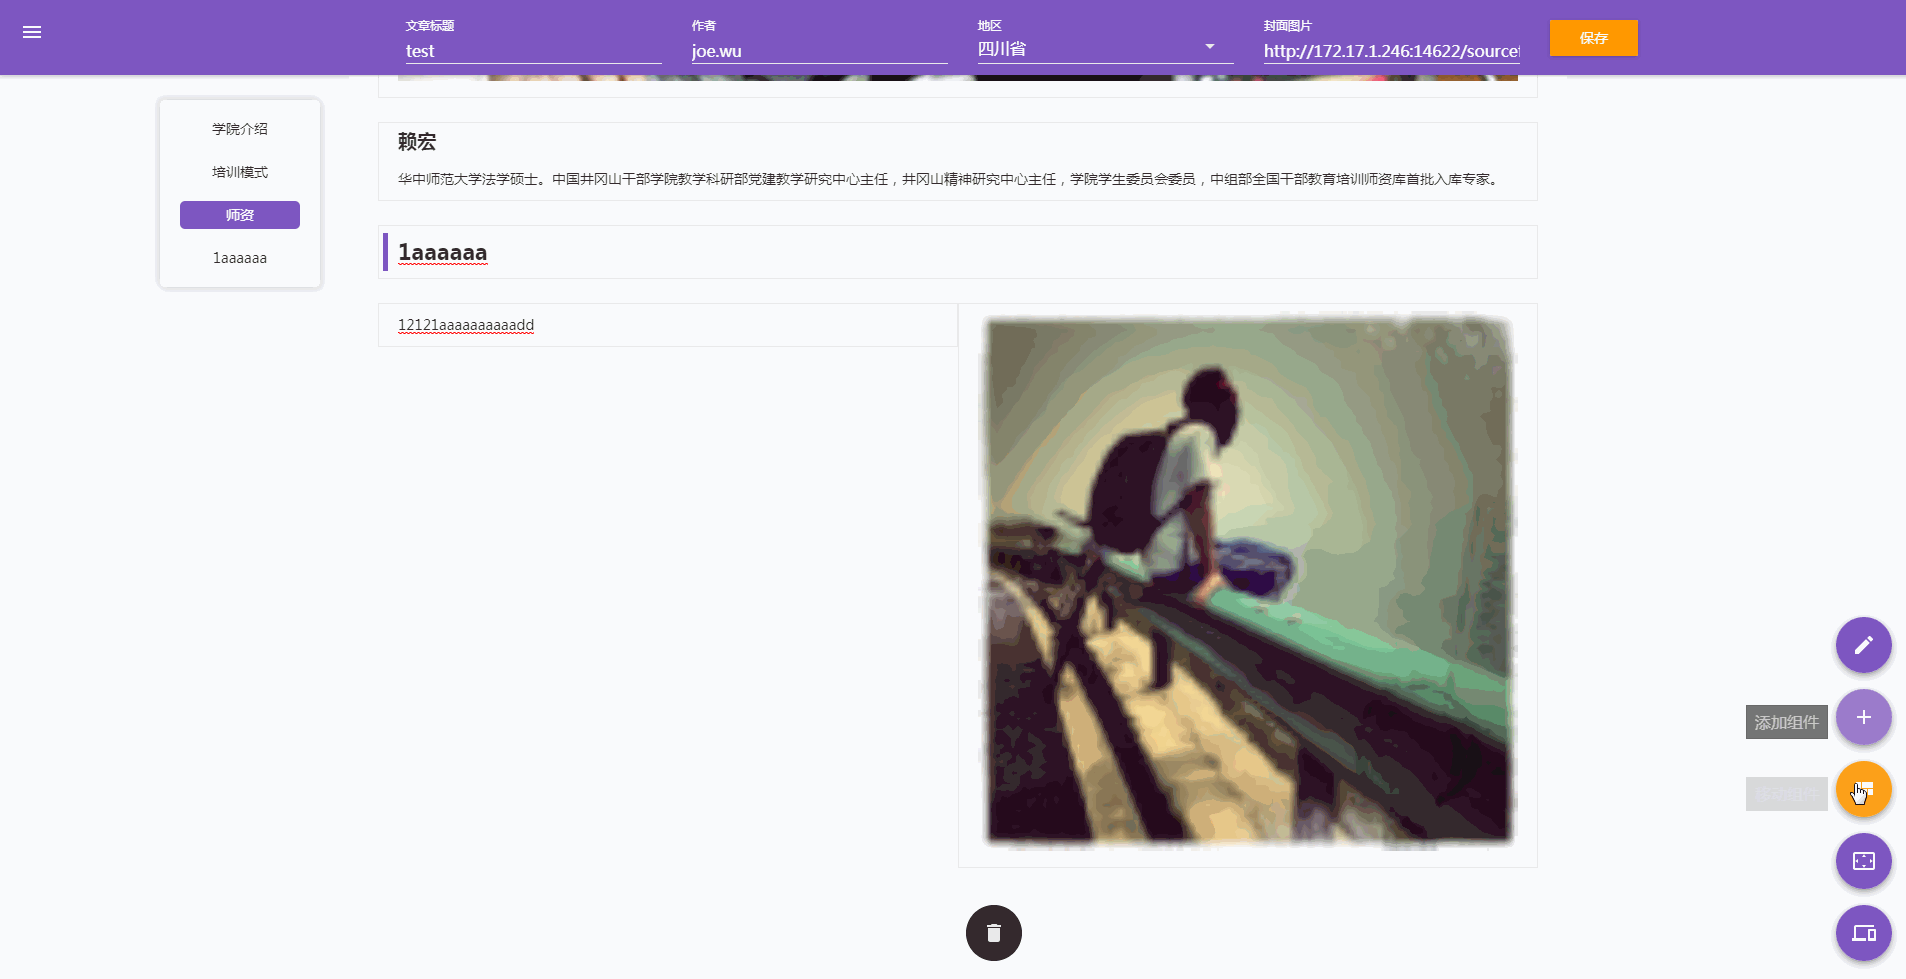 文章标题
作者
地区
封面图片
test
joe.wu
四川省
http://172.17.1.246:14622/source
保存
学院介绍
培训模式
师资
1aaaaaa
赖宏
华中师范大学法学硕士。中国井冈山干部学院教学科研部党建教学研究中心主任，井冈山精神研究中心主任，学院学生委员会委员，中组部全国干部教育培训师资库首批入库专家。
1aaaaaa
12121aaaaaaaaaadd
添加组件